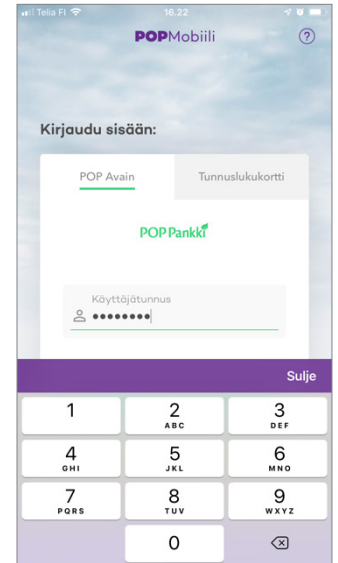 Telia FI 16.22
POPMobiili ?
Kirjaudu sisään:
POP Avain Tunnuslukukortti
POP Pankki
Käyttäjätunnus
••••••••
Sulje
1 2 3
ABC DEF
4 5 6
GHI JKL MNO
7 8 9
PQRS TUV WXYZ
0